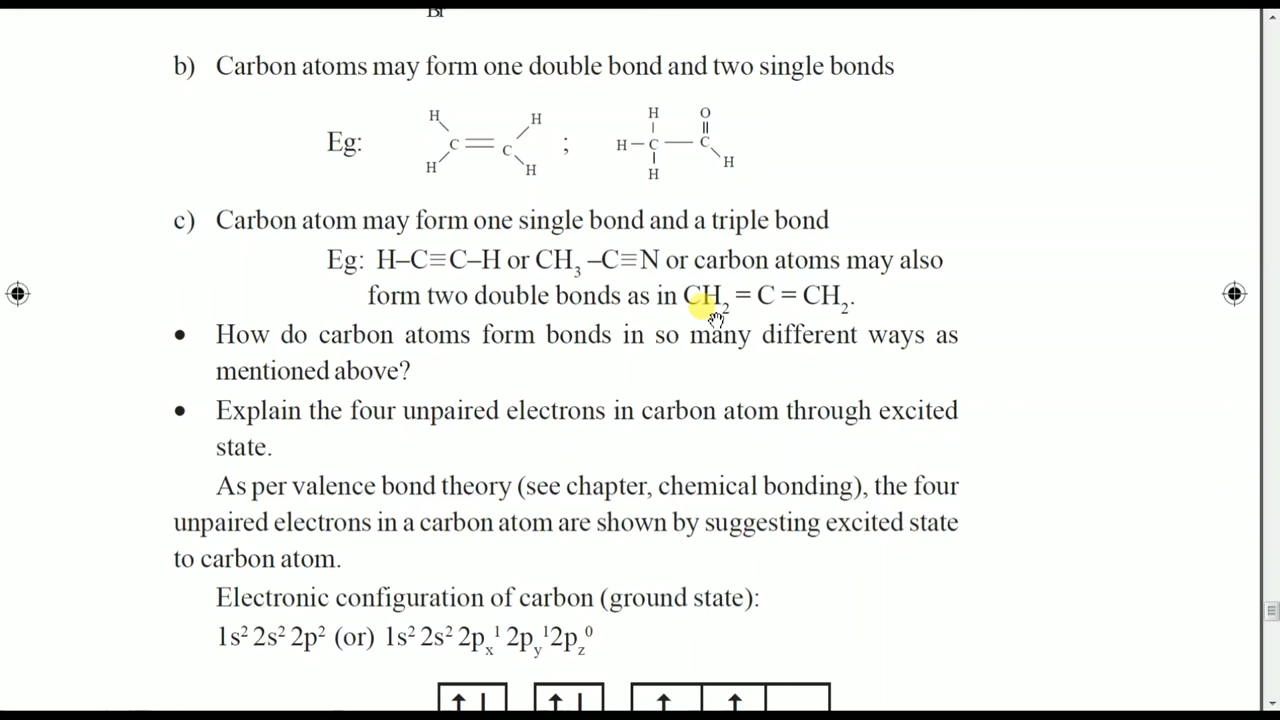 Br
b) Carbon atoms may form one double bond and two single bonds
Eg: H H C = C H H ; H H – C — C H O H
c) Carbon atom may form one single bond and a triple bond
Eg: H–C≡C–H or CH₃ –C≡N or carbon atoms may also
form two double bonds as in CH₂ = C = CH₂.
• How do carbon atoms form bonds in so many different ways as
mentioned above?
• Explain the four unpaired electrons in carbon atom through excited
state.
As per valence bond theory (see chapter, chemical bonding), the four
unpaired electrons in a carbon atom are shown by suggesting excited state
to carbon atom.
Electronic configuration of carbon (ground state):
1s² 2s² 2p² (or) 1s² 2s² 2pₓ¹ 2p_y¹2p_z⁰